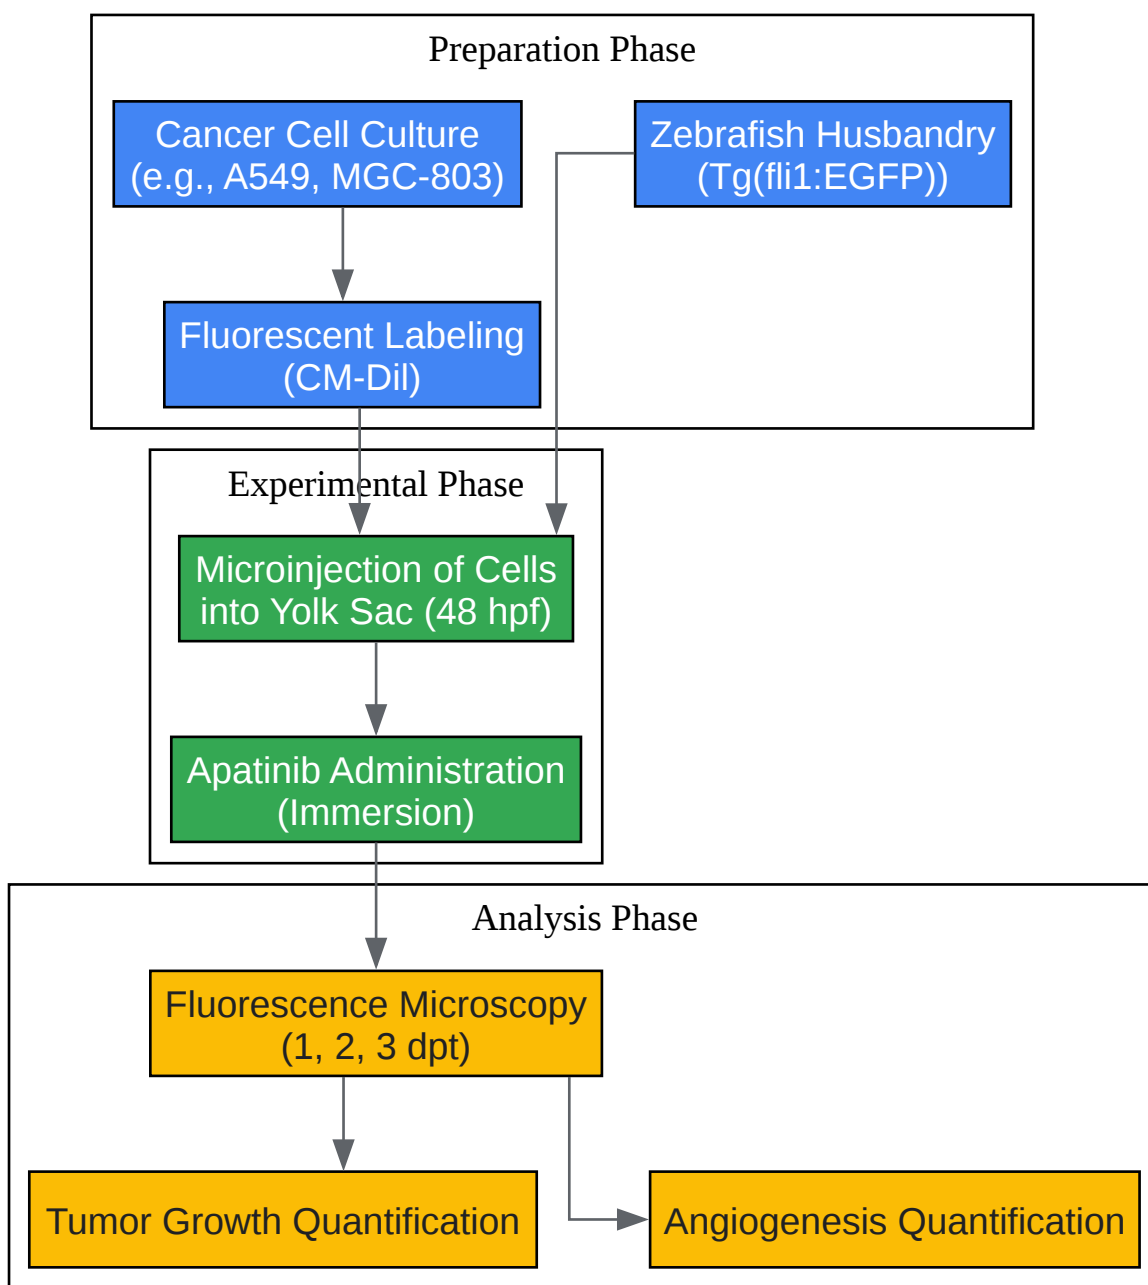 Preparation Phase
Cancer Cell Culture
(e.g., A549, MGC-803)
Zebrafish Husbandry
(Tg(fli1:EGFP))
Fluorescent Labeling
(CM-Dil)
Experimental Phase
Microinjection of Cells
into Yolk Sac (48 hpf)
Apatinib Administration
(Immersion)
Analysis Phase
Fluorescence Microscopy
(1, 2, 3 dpt)
Tumor Growth Quantification
Angiogenesis Quantification